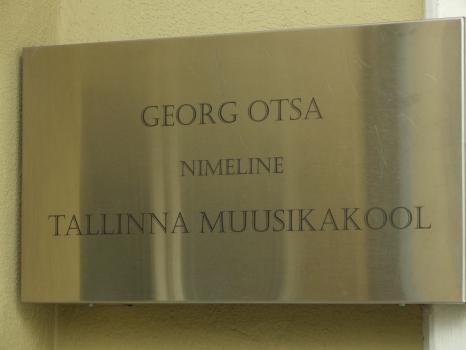 GEORG OTSA
NIMELINE
TALLINNA MUUSIKAKOOL